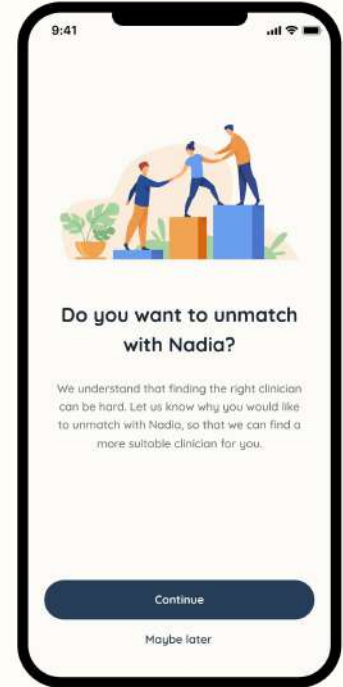 9:41
Do you want to unmatch
with Nadia?
We understand that finding the right clinician
can be hard. Let us know why you would like
to unmatch with Nadia, so that we can find a
more suitable clinician for you.
Continue
Maybe later